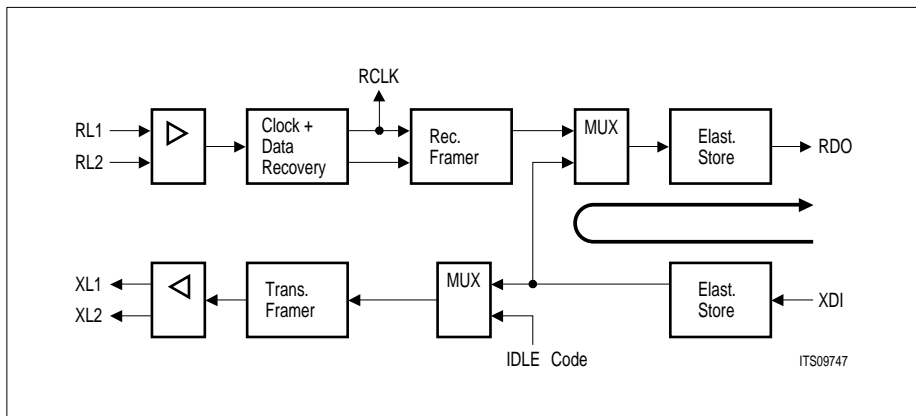 RCLK
RL1
RL2
Clock +
Data
Recovery
Rec.
Framer
MUX
Elast.
Store
RDO
XL1
XL2
Trans.
Framer
MUX
IDLE Code
Elast.
Store
XDI
ITS09747